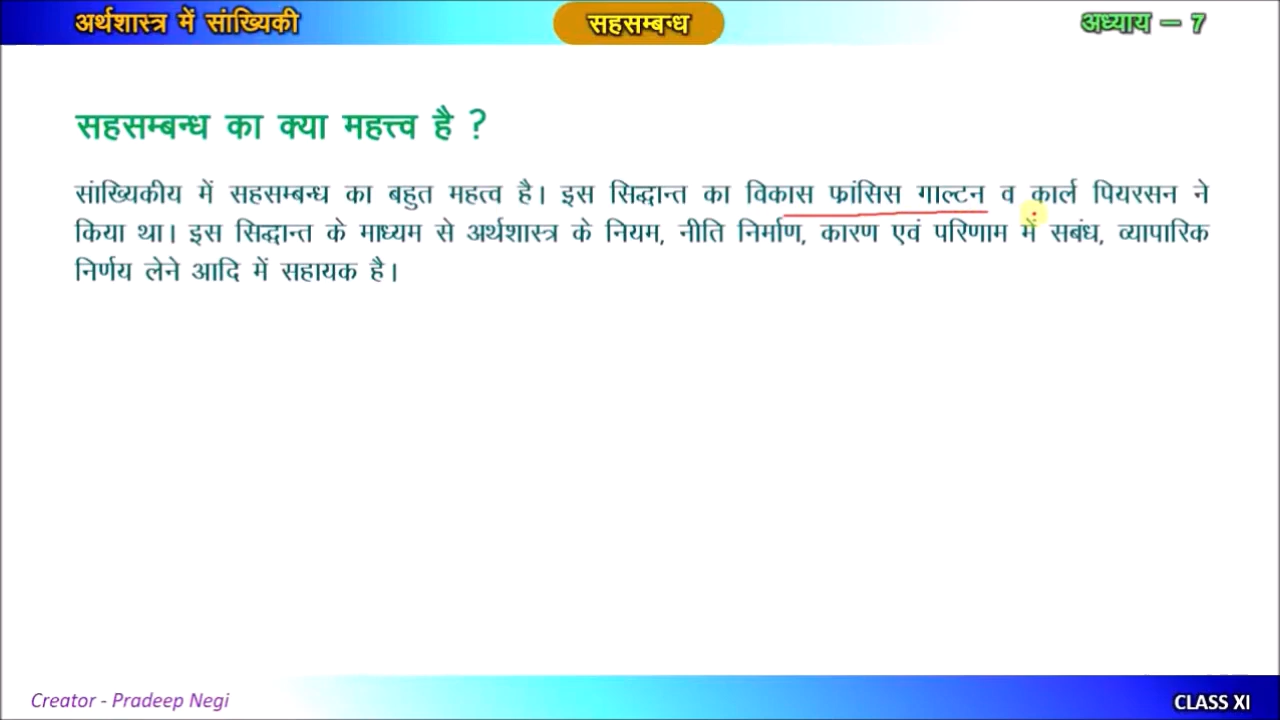 अर्थशास्त्र में सांख्यिकी
सहसम्बन्ध
अध्याय – 7
सहसम्बन्ध का क्या महत्त्व है ?
सांख्यिकीय में सहसम्बन्ध का बहुत महत्व है। इस सिद्धान्त का विकास फ्रांसिस गाल्टन व कार्ल पियरसन ने
किया था। इस सिद्धान्त के माध्यम से अर्थशास्त्र के नियम, नीति निर्माण, कारण एवं परिणाम में सबंध, व्यापारिक
निर्णय लेने आदि में सहायक है।
Creator - Pradeep Negi
CLASS XI